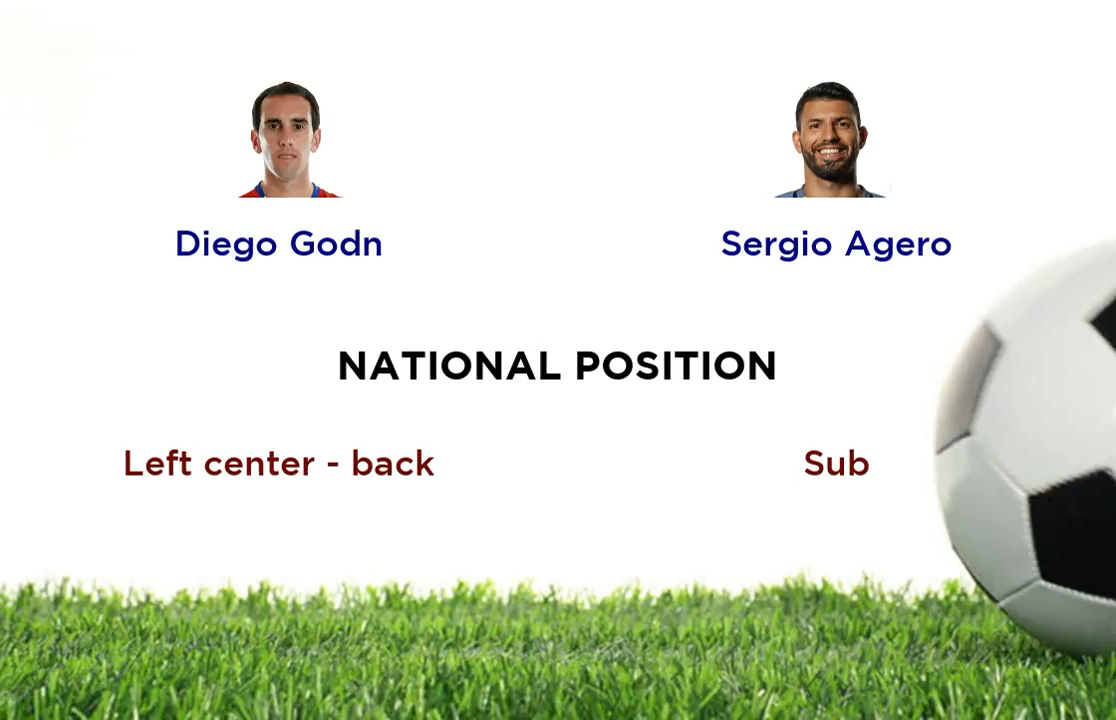 Diego Godn
Sergio Agero
NATIONAL POSITION
Left center - back
Sub